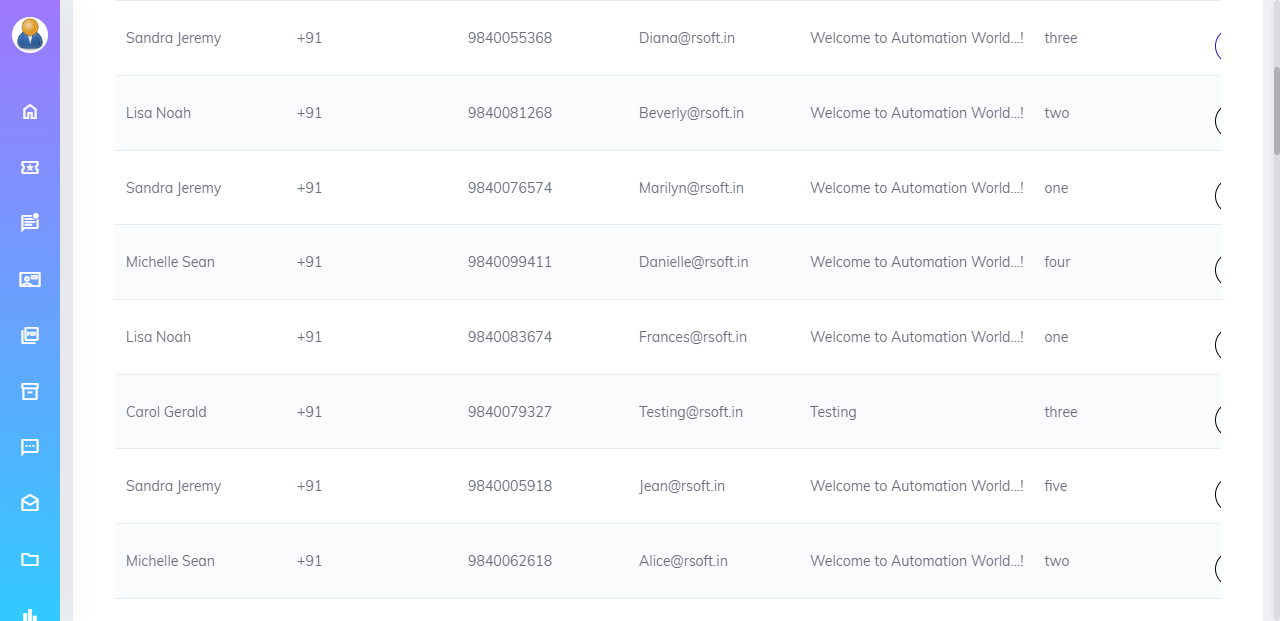 Sandra Jeremy +91 9840055368 Diana@rsoft.in Welcome to Automation World...! three
Lisa Noah +91 9840081268 Beverly@rsoft.in Welcome to Automation World...! two
Sandra Jeremy +91 9840076574 Marilyn@rsoft.in Welcome to Automation World...! one
Michelle Sean +91 9840099411 Danielle@rsoft.in Welcome to Automation World...! four
Lisa Noah +91 9840083674 Frances@rsoft.in Welcome to Automation World...! one
Carol Gerald +91 9840079327 Testing@rsoft.in Testing three
Sandra Jeremy +91 9840005918 Jean@rsoft.in Welcome to Automation World...! five
Michelle Sean +91 9840062618 Alice@rsoft.in Welcome to Automation World...! two